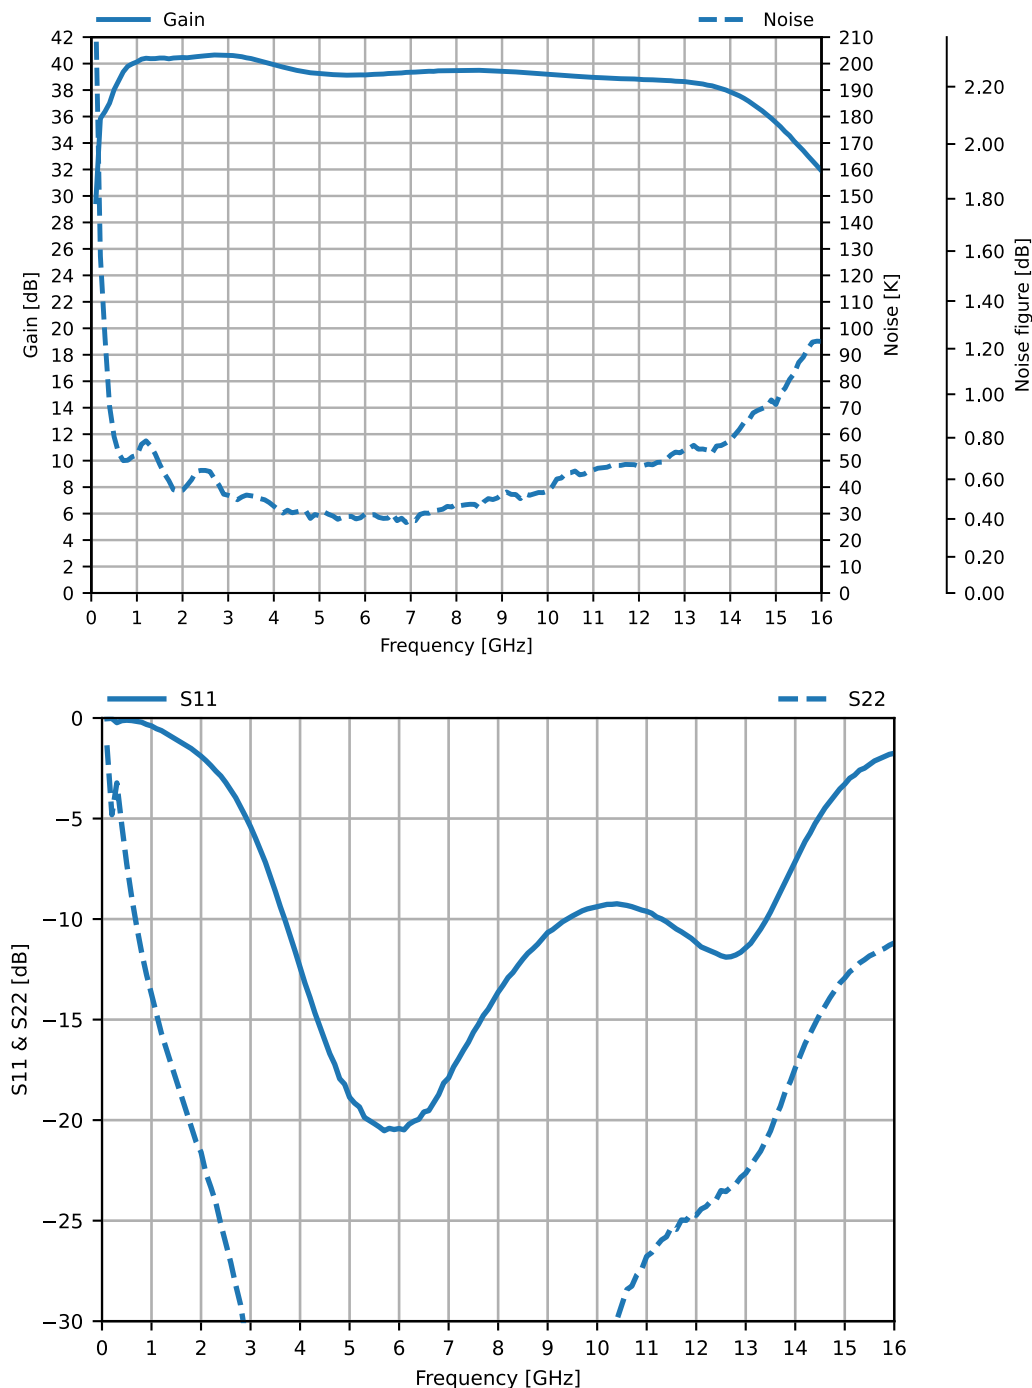 Gain Noise
42 210
40 200
38 190 2.20
36 180
34 170 2.00
32 160
30 150 1.80
28 140
26 130 1.60
24 120
22 110 1.40
20 100
18 90 1.20
16 80
14 70 1.00
12 60 0.80
10 50
8 40 0.60
6 30 0.40
4 20
2 10 0.20
0 0 0.00
Gain [dB]
Noise [K]
Noise figure [dB]
0 1 2 3 4 5 6 7 8 9 10 11 12 13 14 15 16
Frequency [GHz]
S11 S22
0
−5
−10
−15
−20
−25
−30
S11 & S22 [dB]
0 1 2 3 4 5 6 7 8 9 10 11 12 13 14 15 16
Frequency [GHz]